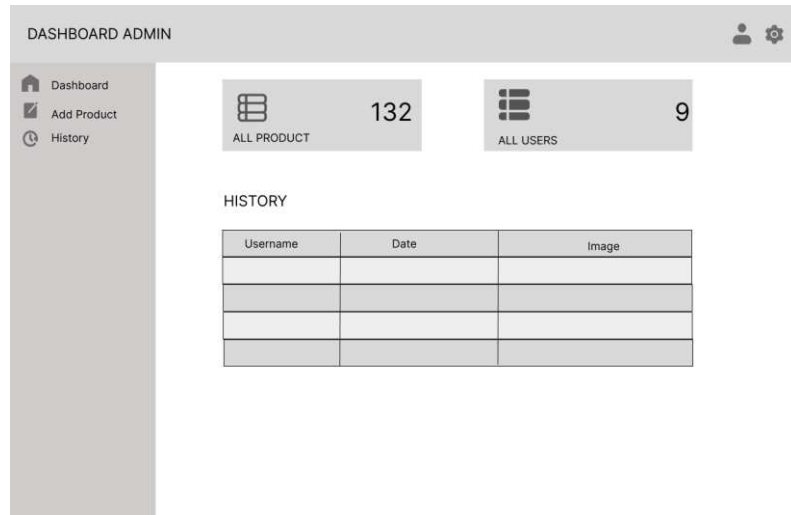 DASHBOARD ADMIN
Dashboard
Add Product
History
132
ALL PRODUCT
9
ALL USERS
HISTORY
Username Date Image